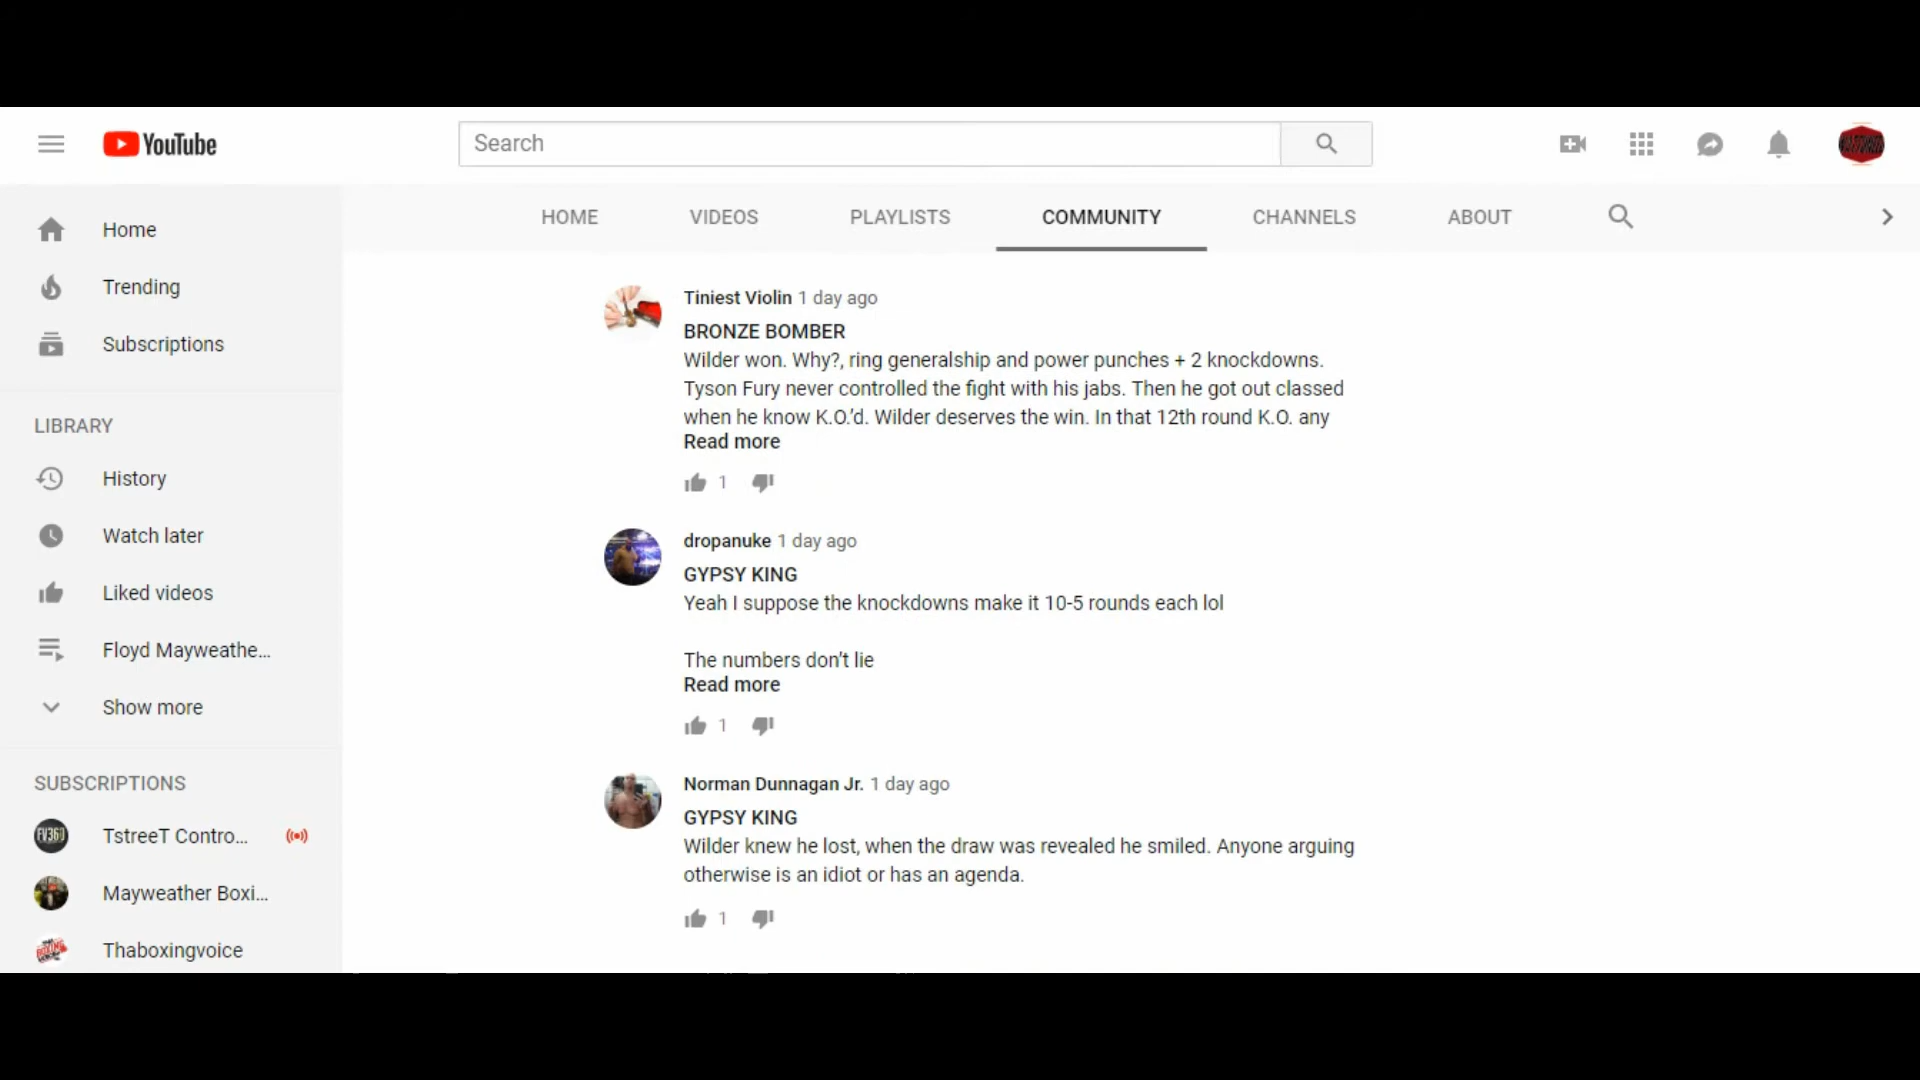 YouTube
Search
HOME
VIDEOS
PLAYLISTS
COMMUNITY
CHANNELS
ABOUT
Home
Trending
Subscriptions
LIBRARY
History
Watch later
Liked videos
Floyd Mayweathe...
Show more
SUBSCRIPTIONS
FV360
TstreeT Contro...
Mayweather Boxi...
Thaboxingvoice
Tiniest Violin 1 day ago
BRONZE BOMBER
Wilder won. Why?, ring generalship and power punches + 2 knockdowns.
Tyson Fury never controlled the fight with his jabs. Then he got out classed
when he know K.O.'d. Wilder deserves the win. In that 12th round K.O. any
Read more
1
dropanuke 1 day ago
GYPSY KING
Yeah I suppose the knockdowns make it 10-5 rounds each lol
The numbers don't lie
Read more
1
Norman Dunnagan Jr. 1 day ago
GYPSY KING
Wilder knew he lost, when the draw was revealed he smiled. Anyone arguing
otherwise is an idiot or has an agenda.
1